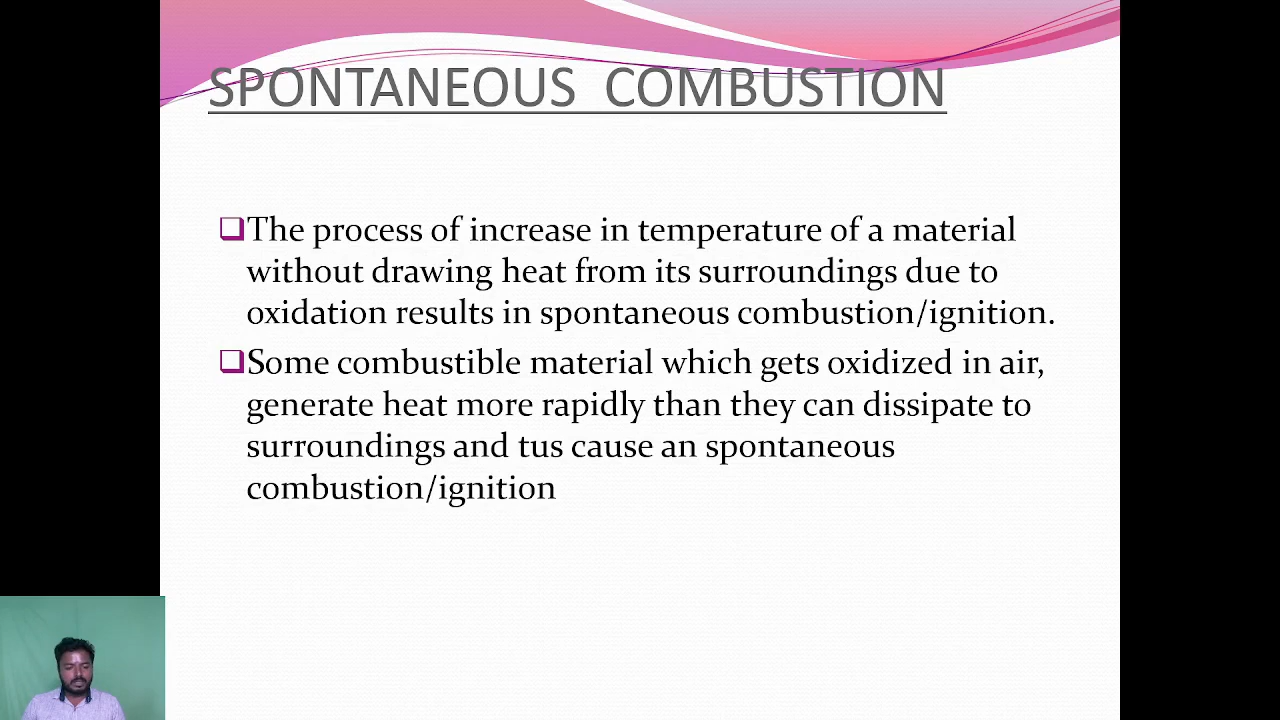 SPONTANEOUS COMBUSTION
The process of increase in temperature of a material
without drawing heat from its surroundings due to
oxidation results in spontaneous combustion/ignition.
Some combustible material which gets oxidized in air,
generate heat more rapidly than they can dissipate to
surroundings and tus cause an spontaneous
combustion/ignition